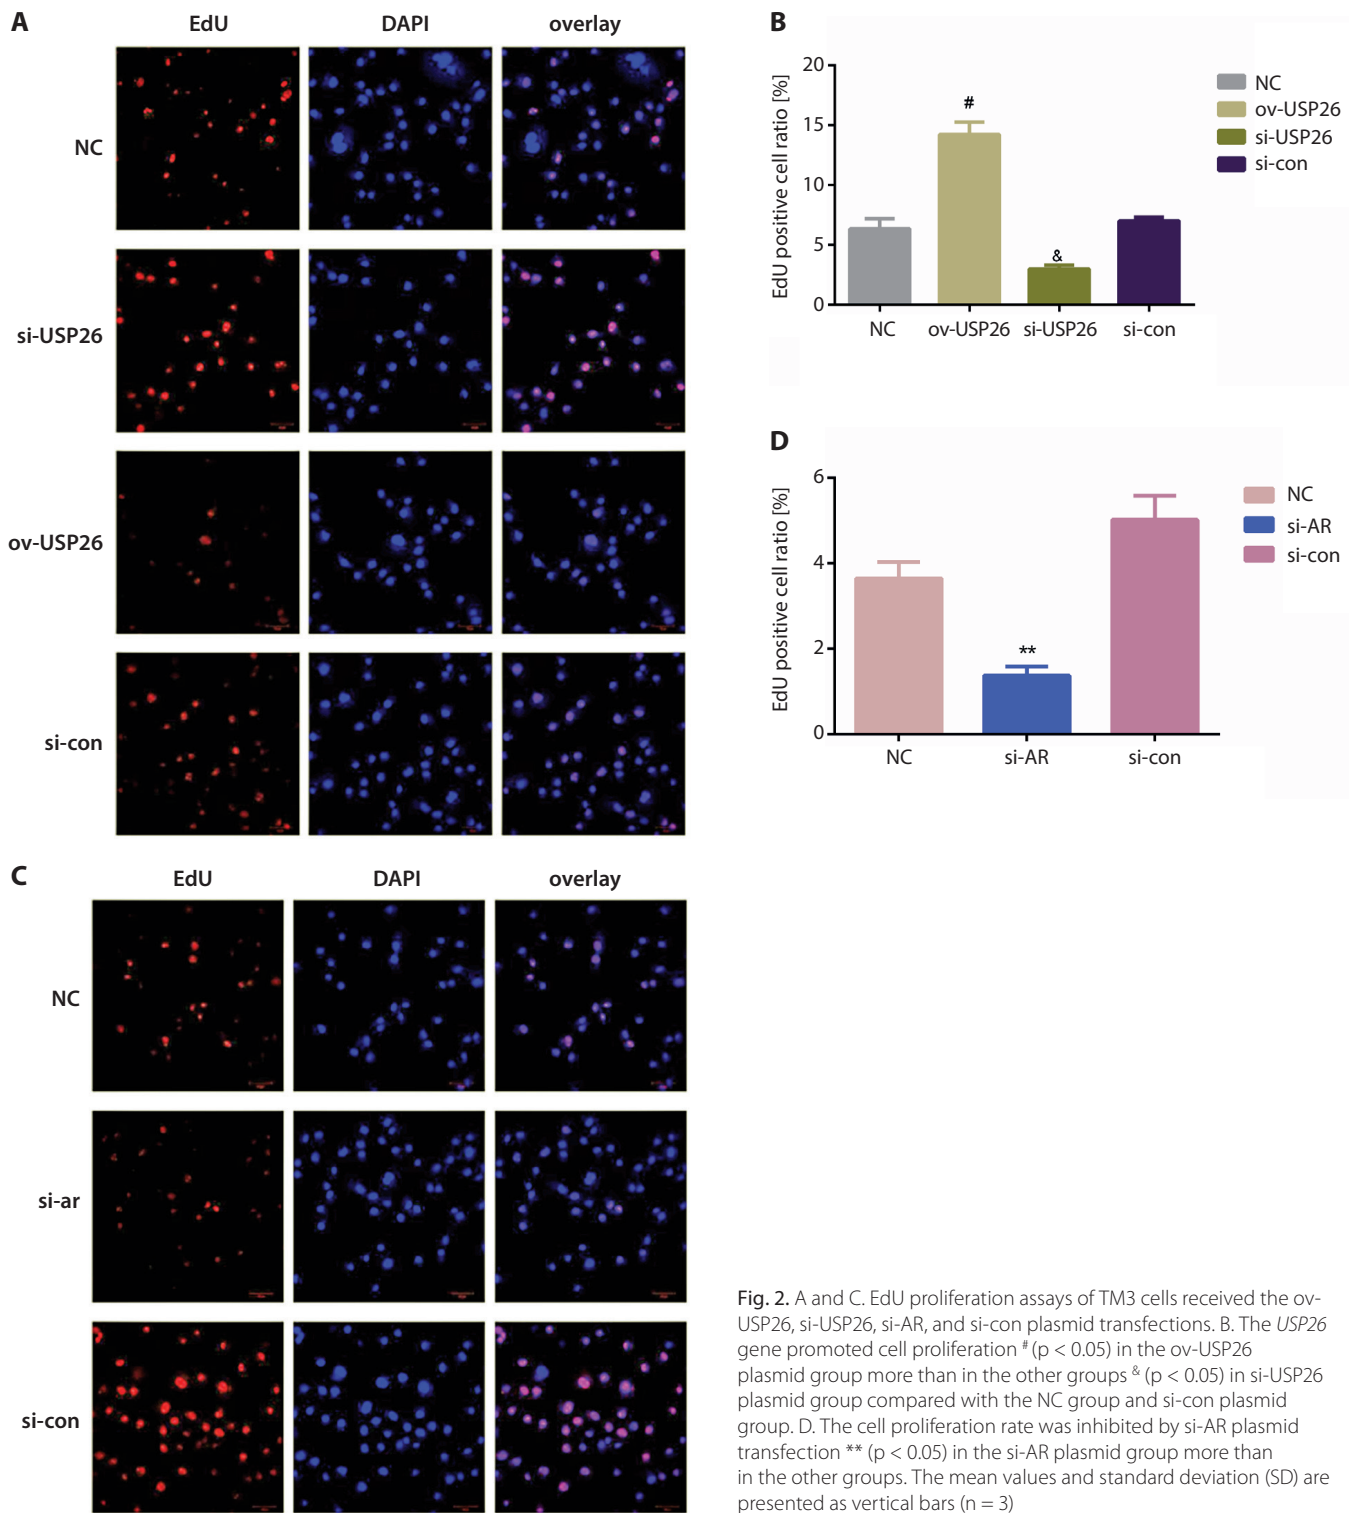 A
EdU DAPI overlay
NC
si-USP26
ov-USP26
si-con
B
EdU positive cell ratio [%]
20
15
10
5
0
#
&
NC ov-USP26 si-USP26 si-con
NC
ov-USP26
si-USP26
si-con
D
EdU positive cell ratio [%]
6
4
2
0
**
NC si-AR si-con
NC
si-AR
si-con
C
EdU DAPI overlay
NC
si-ar
si-con
Fig. 2. A and C. EdU proliferation assays of TM3 cells received the ov-
USP26, si-USP26, si-AR, and si-con plasmid transfections. B. The USP26
gene promoted cell proliferation # (p < 0.05) in the ov-USP26
plasmid group more than in the other groups & (p < 0.05) in si-USP26
plasmid group compared with the NC group and si-con plasmid
group. D. The cell proliferation rate was inhibited by si-AR plasmid
transfection ** (p < 0.05) in the si-AR plasmid group more than
in the other groups. The mean values and standard deviation (SD) are
presented as vertical bars (n = 3)